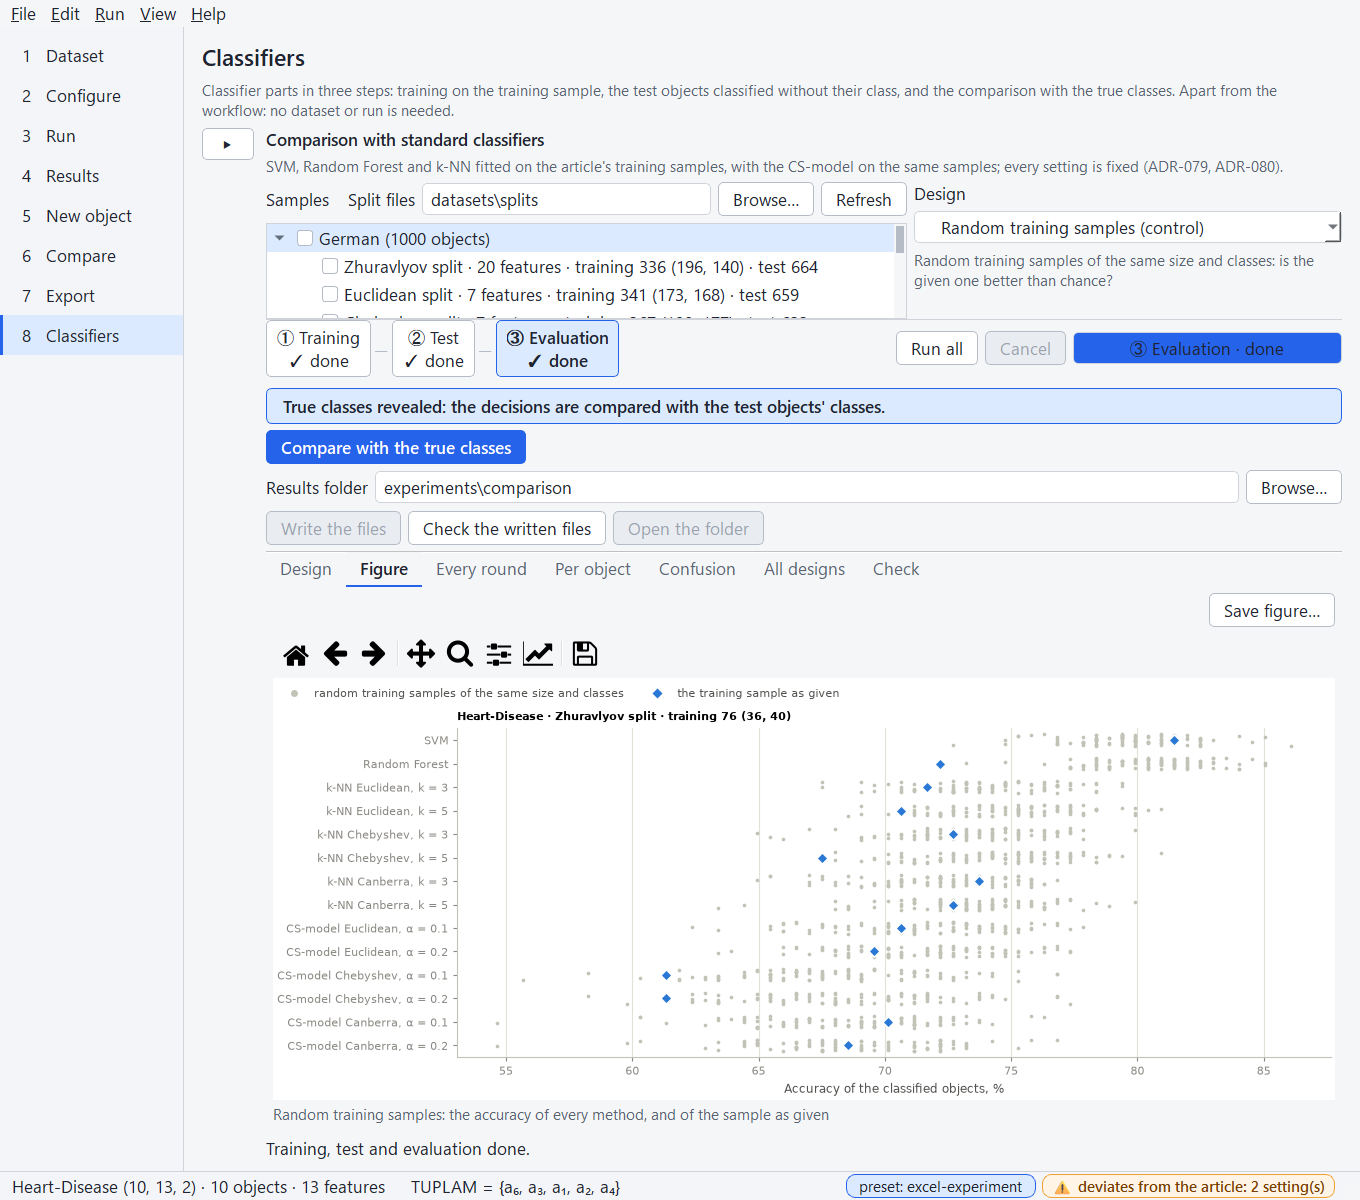 File Edit Run View Help
1 Dataset
2 Configure
3 Run
4 Results
5 New object
6 Compare
7 Export
8 Classifiers
Classifiers
Classifier parts in three steps: training on the training sample, the test objects classified without their class, and the comparison with the true classes. Apart from the
workflow: no dataset or run is needed.
Comparison with standard classifiers
SVM, Random Forest and k-NN fitted on the article's training samples, with the CS-model on the same samples; every setting is fixed (ADR-079, ADR-080).
Samples Split files datasets\splits Browse... Refresh
Design
Random training samples (control)
Random training samples of the same size and classes: is the
given one better than chance?
German (1000 objects)
Zhuravlyov split · 20 features · training 336 (196, 140) · test 664
Euclidean split · 7 features · training 341 (173, 168) · test 659
① Training
✓ done
② Test
✓ done
③ Evaluation
✓ done
Run all Cancel ③ Evaluation · done
True classes revealed: the decisions are compared with the test objects' classes.
Compare with the true classes
Results folder experiments\comparison Browse...
Write the files Check the written files Open the folder
Design Figure Every round Per object Confusion All designs Check
Save figure...
random training samples of the same size and classes the training sample as given
Heart-Disease · Zhuravlyov split · training 76 (36, 40)
SVM
Random Forest
k-NN Euclidean, k = 3
k-NN Euclidean, k = 5
k-NN Chebyshev, k = 3
k-NN Chebyshev, k = 5
k-NN Canberra, k = 3
k-NN Canberra, k = 5
CS-model Euclidean, α = 0.1
CS-model Euclidean, α = 0.2
CS-model Chebyshev, α = 0.1
CS-model Chebyshev, α = 0.2
CS-model Canberra, α = 0.1
CS-model Canberra, α = 0.2
55 60 65 70 75 80 85
Accuracy of the classified objects, %
Random training samples: the accuracy of every method, and of the sample as given
Training, test and evaluation done.
Heart-Disease (10, 13, 2) · 10 objects · 13 features TUPLAM = {a₆, a₃, a₁, a₂, a₄} preset: excel-experiment ⚠ deviates from the article: 2 setting(s)